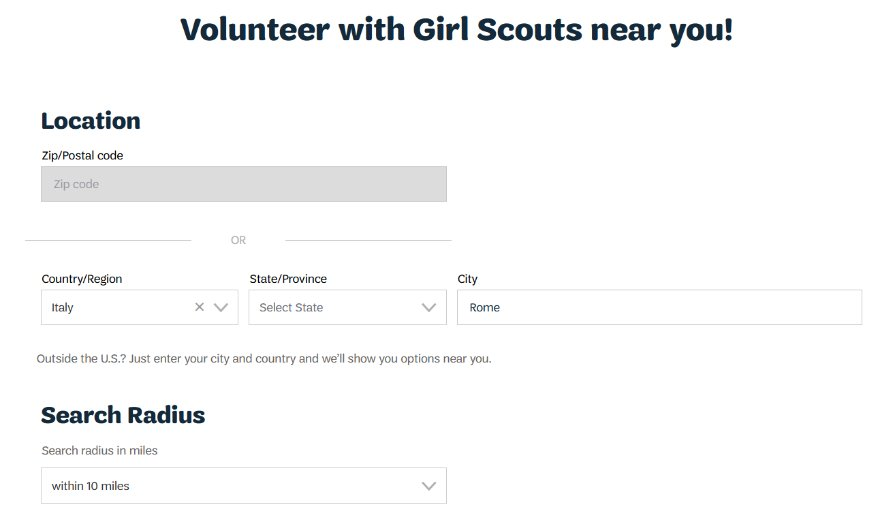 Volunteer with Girl Scouts near you!
Location
Zip/Postal code
Zip code
OR
Country/Region State/Province City
Italy Select State Rome
Outside the U.S.? Just enter your city and country and we'll show you options near you.
Search Radius
Search radius in miles
within 10 miles